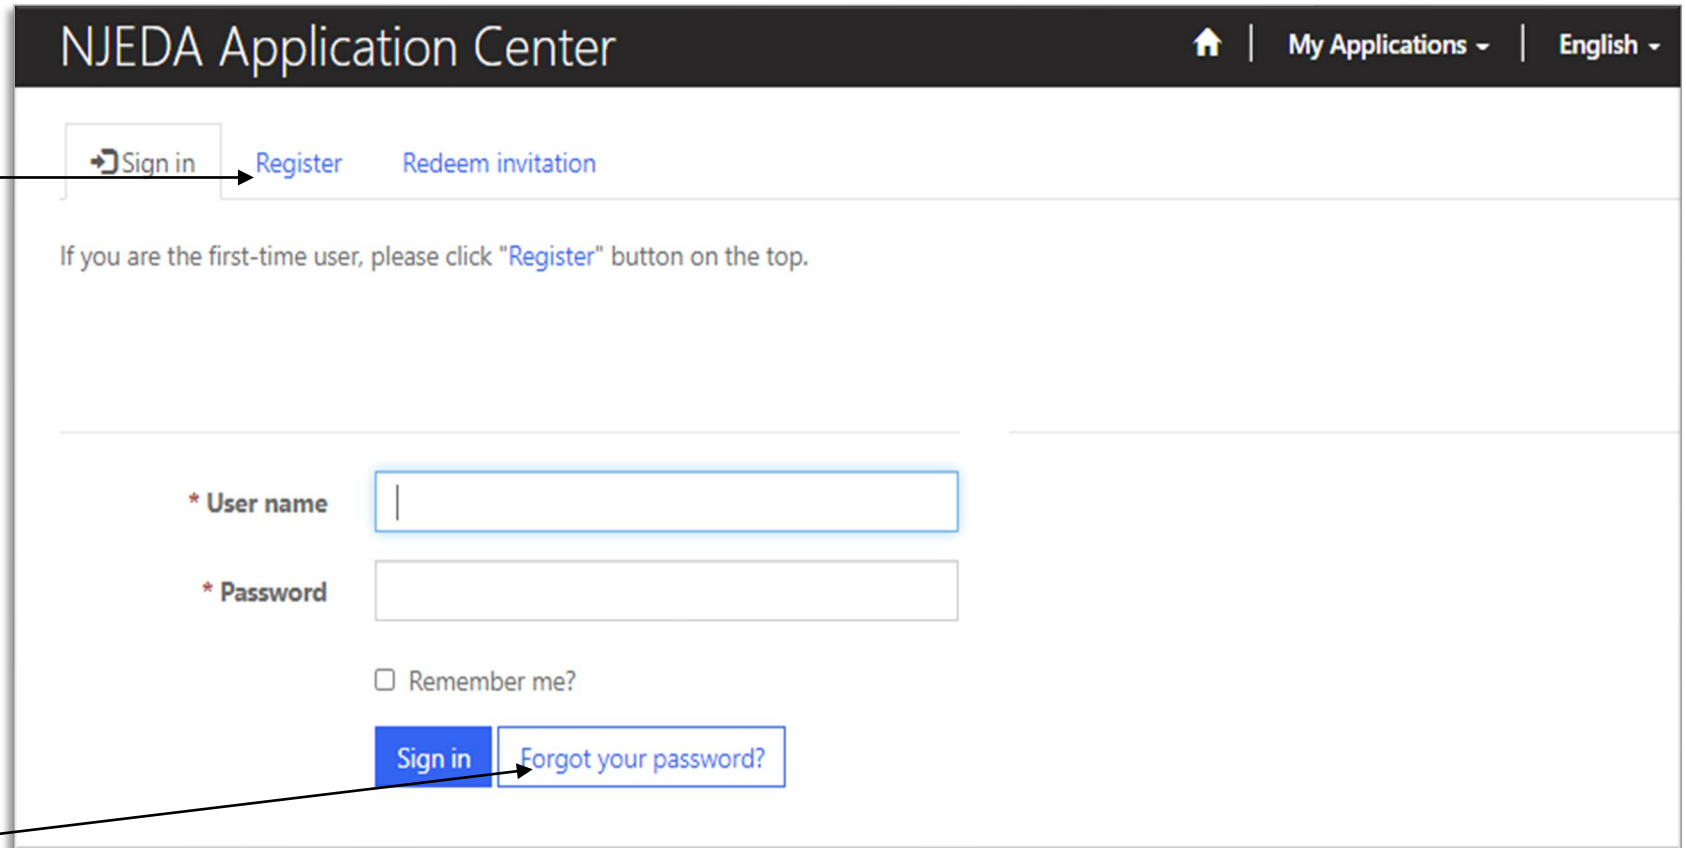 NJEDA Application Center
My Applications
English
Sign in
Register
Redeem invitation
If you are the first-time user, please click "Register" button on the top.
* User name
* Password
Remember me?
Sign in
Forgot your password?